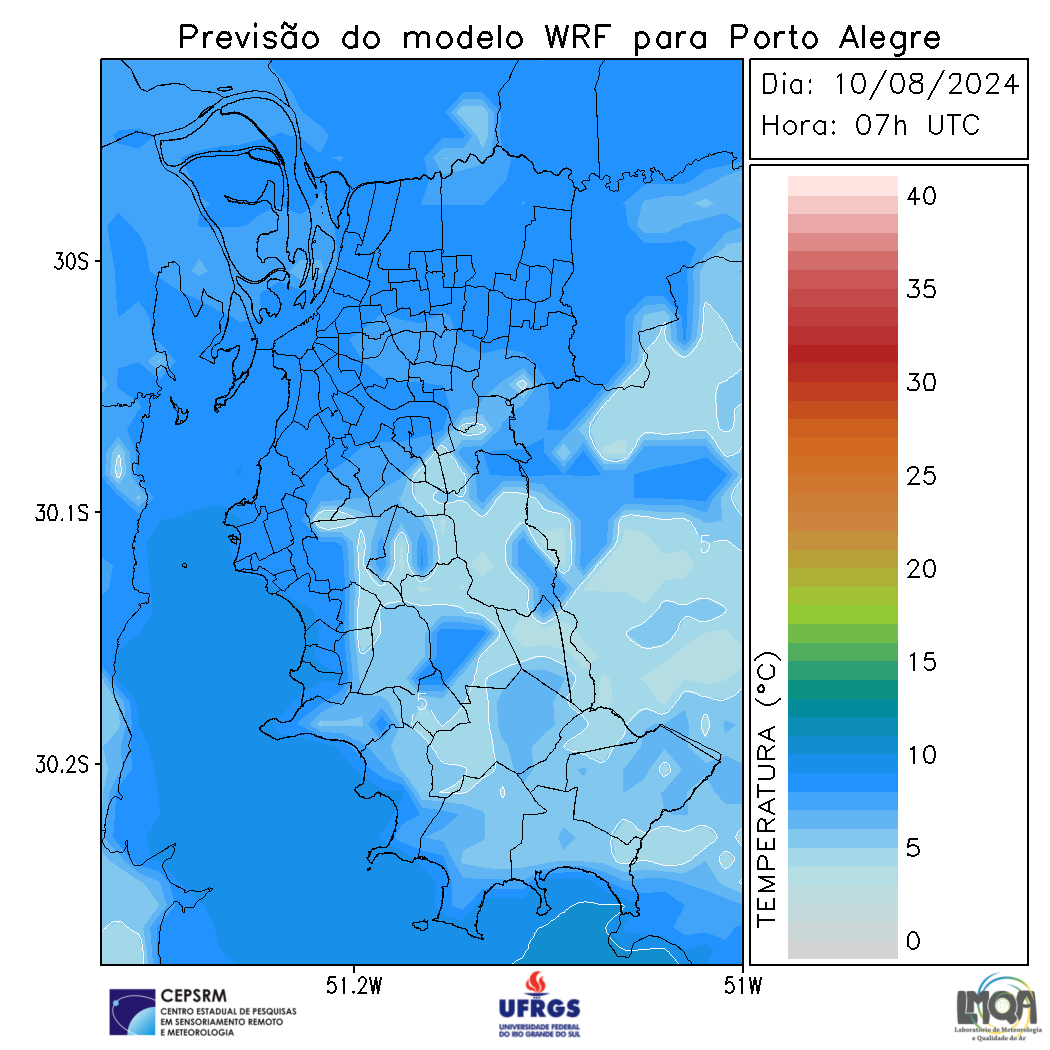 Previsão do modelo WRF para Porto Alegre
Dia: 10/08/2024
Hora: 07h UTC
40
35
30
25
20
15
10
5
0
TEMPERATURA (°C)
30S
30.1S
30.2S
51.2W
51W
5
5
CEPSRM
CENTRO ESTADUAL DE PESQUISAS
EM SENSORIAMENTO REMOTO
E METEOROLOGIA
UFRGS
UNIVERSIDADE FEDERAL
DO RIO GRANDE DO SUL
LMQA
Laboratório de Meteorologia
e Qualidade do Ar